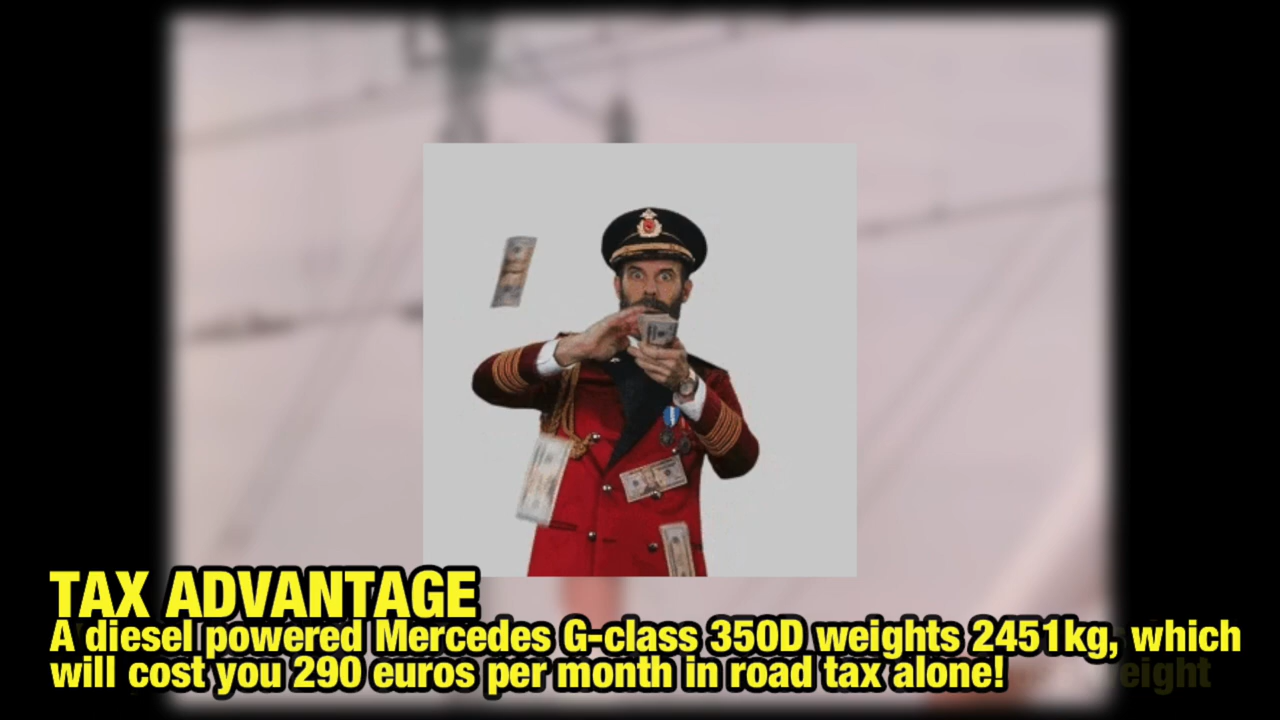 TAX ADVANTAGE
A diesel powered Mercedes G-class 350D weights 2451kg, which
will cost you 290 euros per month in road tax alone!
eight